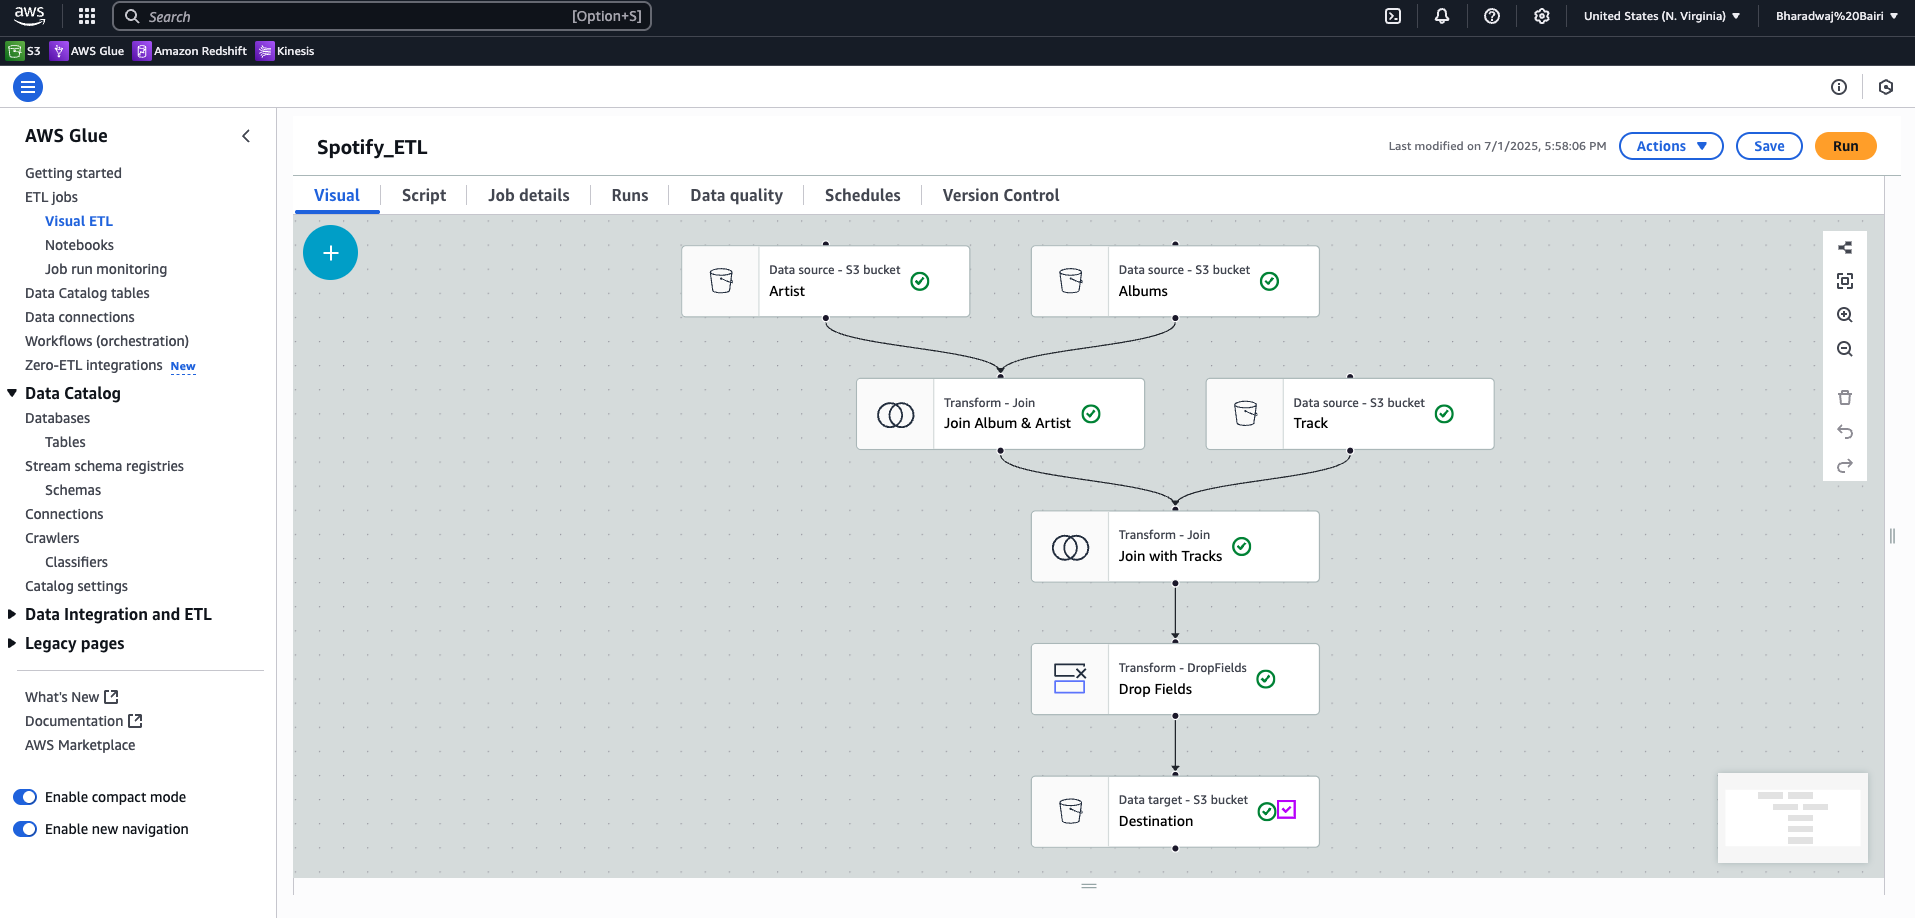 aws
Search [Option+S]
United States (N. Virginia)
Bharadwaj%20Bairi
S3
AWS Glue
Amazon Redshift
Kinesis
AWS Glue
Getting started
ETL jobs
Visual ETL
Notebooks
Job run monitoring
Data Catalog tables
Data connections
Workflows (orchestration)
Zero-ETL integrations New
Data Catalog
Databases
Tables
Stream schema registries
Schemas
Connections
Crawlers
Classifiers
Catalog settings
Data Integration and ETL
Legacy pages
What's New
Documentation
AWS Marketplace
Enable compact mode
Enable new navigation
Spotify_ETL
Last modified on 7/1/2025, 5:58:06 PM
Actions
Save
Run
Visual
Script
Job details
Runs
Data quality
Schedules
Version Control
Data source - S3 bucket
Artist
Data source - S3 bucket
Albums
Transform - Join
Join Album & Artist
Data source - S3 bucket
Track
Transform - Join
Join with Tracks
Transform - DropFields
Drop Fields
Data target - S3 bucket
Destination